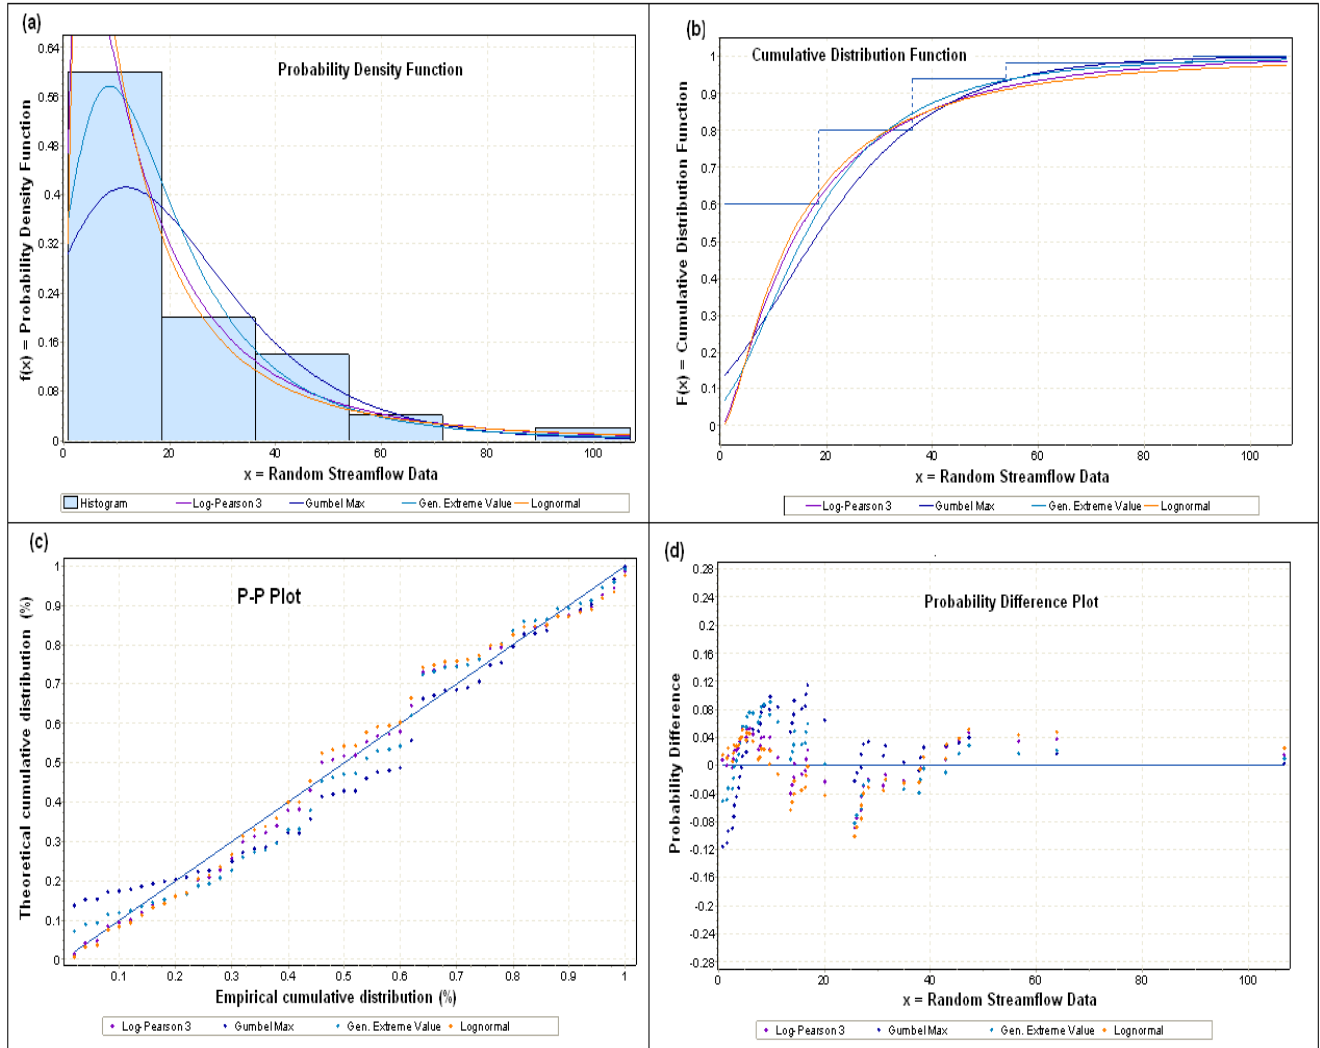 (a)
Probability Density Function
f(x) = Probability Density Function
0.64
0.56
0.48
0.4
0.32
0.24
0.16
0.08
0
0 20 40 60 80 100
x = Random Streamflow Data
Histogram Log-Pearson 3 Gumbel Max Gen. Extreme Value Lognormal
(b)
Cumulative Distribution Function
F(x) = Cumulative Distribution Function
1
0.9
0.8
0.7
0.6
0.5
0.4
0.3
0.2
0.1
0
0 20 40 60 80 100
x = Random Streamflow Data
Log-Pearson 3 Gumbel Max Gen. Extreme Value Lognormal
(c)
P-P Plot
Theoretical cumulative distribution (%)
1
0.9
0.8
0.7
0.6
0.5
0.4
0.3
0.2
0.1
0
0.1 0.2 0.3 0.4 0.5 0.6 0.7 0.8 0.9 1
Empirical cumulative distribution (%)
Log-Pearson 3 Gumbel Max Gen. Extreme Value Lognormal
(d)
Probability Difference Plot
Probability Difference
0.28
0.24
0.2
0.16
0.12
0.08
0.04
0
-0.04
-0.08
-0.12
-0.16
-0.2
-0.24
-0.28
0 20 40 60 80 100
x = Random Streamflow Data
Log-Pearson 3 Gumbel Max Gen. Extreme Value Lognormal